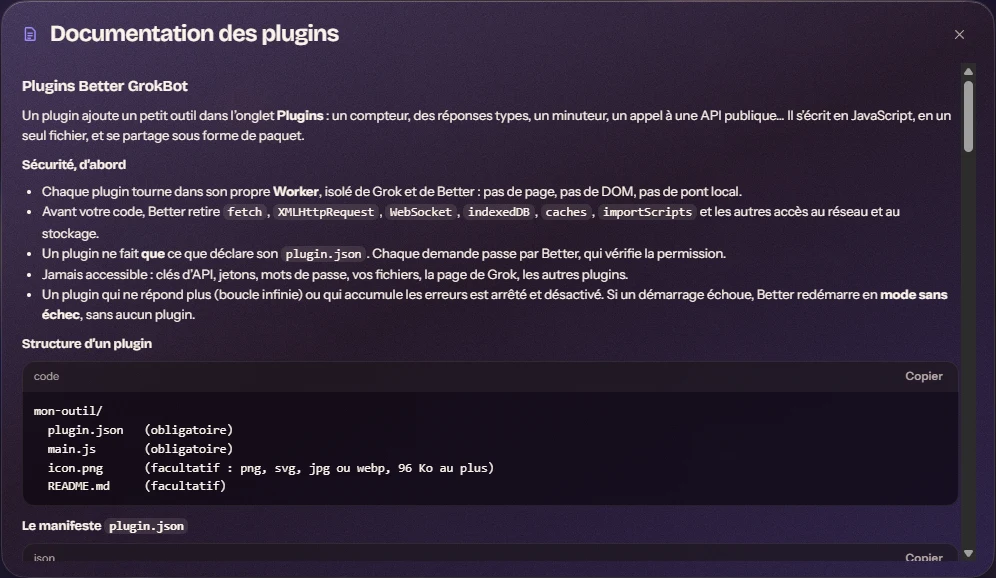 Documentation des plugins
Plugins Better GrokBot
Un plugin ajoute un petit outil dans l'onglet Plugins : un compteur, des réponses types, un minuteur, un appel à une API publique... Il s'écrit en JavaScript, en un
seul fichier, et se partage sous forme de paquet.
Sécurité, d'abord
• Chaque plugin tourne dans son propre Worker, isolé de Grok et de Better : pas de page, pas de DOM, pas de pont local.
• Avant votre code, Better retire fetch, XMLHttpRequest, WebSocket, indexedDB, caches, importScripts et les autres accès au réseau et au
stockage.
• Un plugin ne fait que ce que déclare son plugin.json. Chaque demande passe par Better, qui vérifie la permission.
• Jamais accessible : clés d'API, jetons, mots de passe, vos fichiers, la page de Grok, les autres plugins.
• Un plugin qui ne répond plus (boucle infinie) ou qui accumule les erreurs est arrêté et désactivé. Si un démarrage échoue, Better redémarre en mode sans
échec, sans aucun plugin.
Structure d'un plugin
code Copier
mon-outil/
plugin.json (obligatoire)
main.js (obligatoire)
icon.png (facultatif : png, svg, jpg ou webp, 96 Ko au plus)
README.md (facultatif)
Le manifeste plugin.json
json Copier